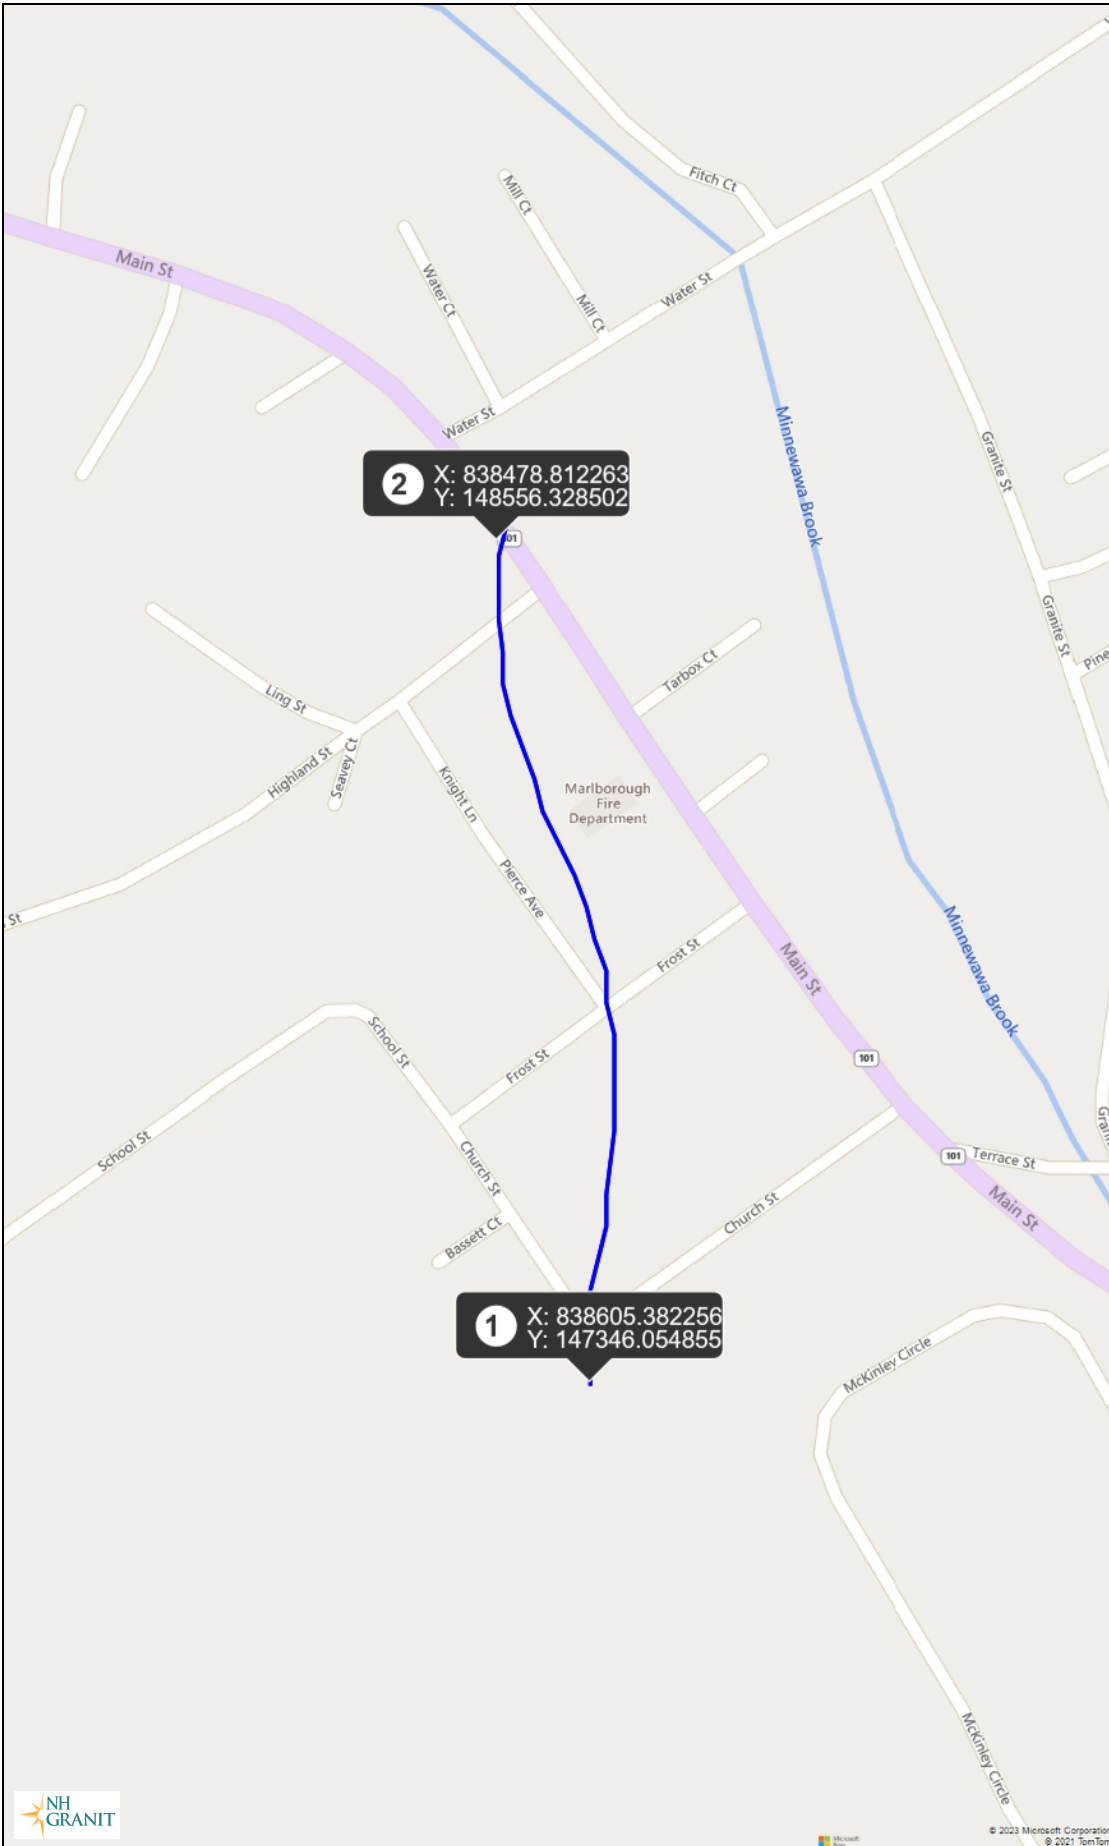 Fitch Ct
Mill Ct
Main St
Water Ct
Mill Ct
Water St
Water St
Minnewawa Brook
Granite St
2
X: 838478.812263
Y: 148556.328502
Granite St
Pine
Tarbox Ct
Ling St
Highland St
Seavey Ct
Knight Ln
Marlborough
Fire
Department
Pierce Ave
St
Frost St
Main St
Minnewawa Brook
School St
101
Frost St
School St
Church St
101
Terrace St
Church St
Main St
Bassett Ct
1
X: 838605.382256
Y: 147346.054855
McKinley Circle
McKinley Circle
NH
GRANIT
© 2023 Microsoft Corporation
© 2021 TomTom
Microsoft